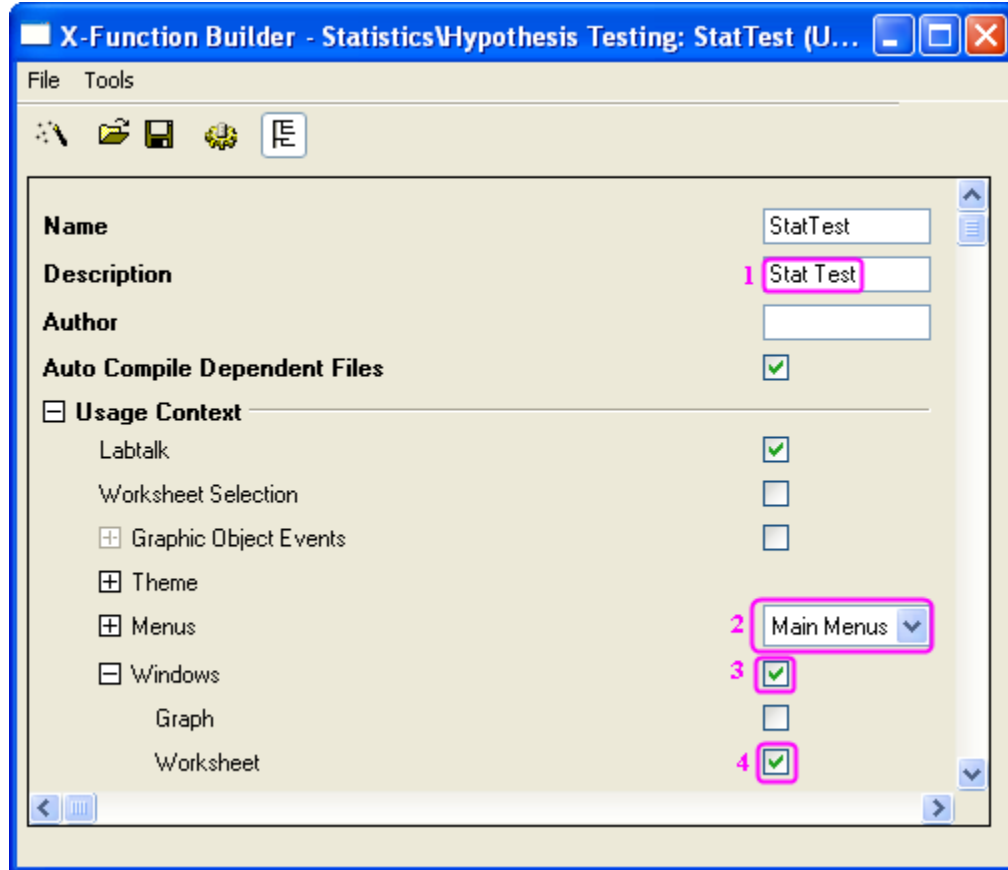 X-Function Builder - Statistics\Hypothesis Testing: StatTest (U...
File Tools
Name StatTest
Description 1 Stat Test
Author
Auto Compile Dependent Files
Usage Context
Labtalk
Worksheet Selection
Graphic Object Events
Theme
Menus 2 Main Menus
Windows 3
Graph
Worksheet 4